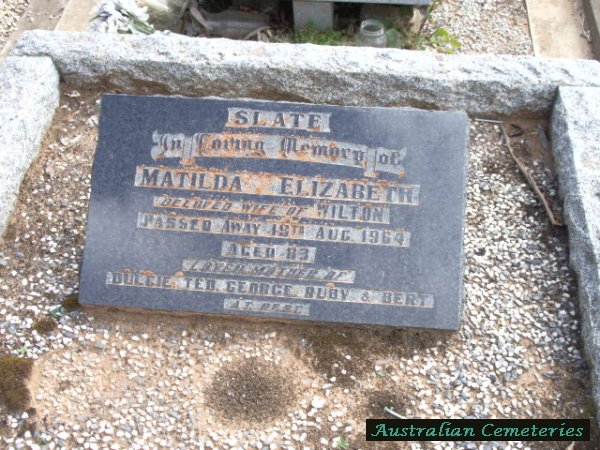 SLATE
In Loving Memory of
MATILDA ELIZABETH
BELOVED WIFE OF WILTON
PASSED AWAY 19TH AUG. 1964
AGED 83
LOVED MOTHER OF
DULCIE, TED, GEORGE, RUBY & BERT
AT REST
Australian Cemeteries